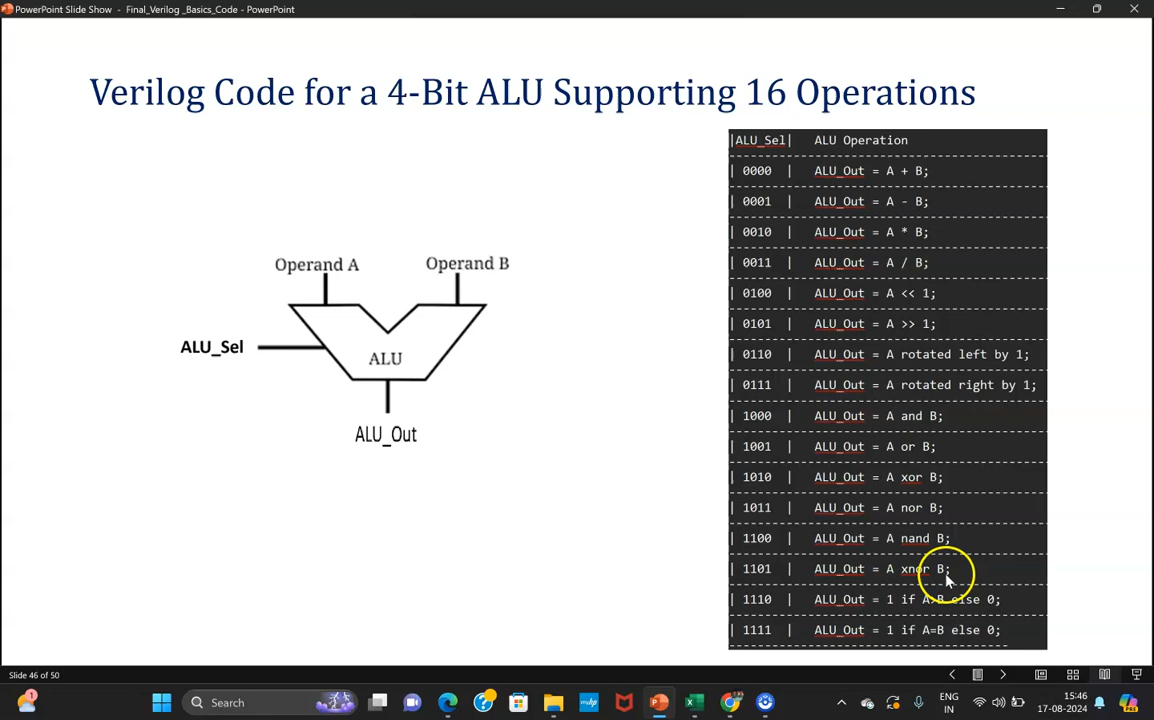 PowerPoint Slide Show - Final_Verilog _Basics_Code - PowerPoint
Verilog Code for a 4-Bit ALU Supporting 16 Operations
|ALU_Sel| ALU Operation
| 0000 | ALU_Out = A + B;
| 0001 | ALU_Out = A - B;
| 0010 | ALU_Out = A * B;
| 0011 | ALU_Out = A / B;
| 0100 | ALU_Out = A << 1;
| 0101 | ALU_Out = A >> 1;
| 0110 | ALU_Out = A rotated left by 1;
| 0111 | ALU_Out = A rotated right by 1;
| 1000 | ALU_Out = A and B;
| 1001 | ALU_Out = A or B;
| 1010 | ALU_Out = A xor B;
| 1011 | ALU_Out = A nor B;
| 1100 | ALU_Out = A nand B;
| 1101 | ALU_Out = A xnor B;
| 1110 | ALU_Out = 1 if A>B else 0;
| 1111 | ALU_Out = 1 if A=B else 0;
Operand A
Operand B
ALU_Sel
ALU
ALU_Out
Slide 46 of 50
1
Search
myhp
ENG
IN
15:46
17-08-2024
PRE